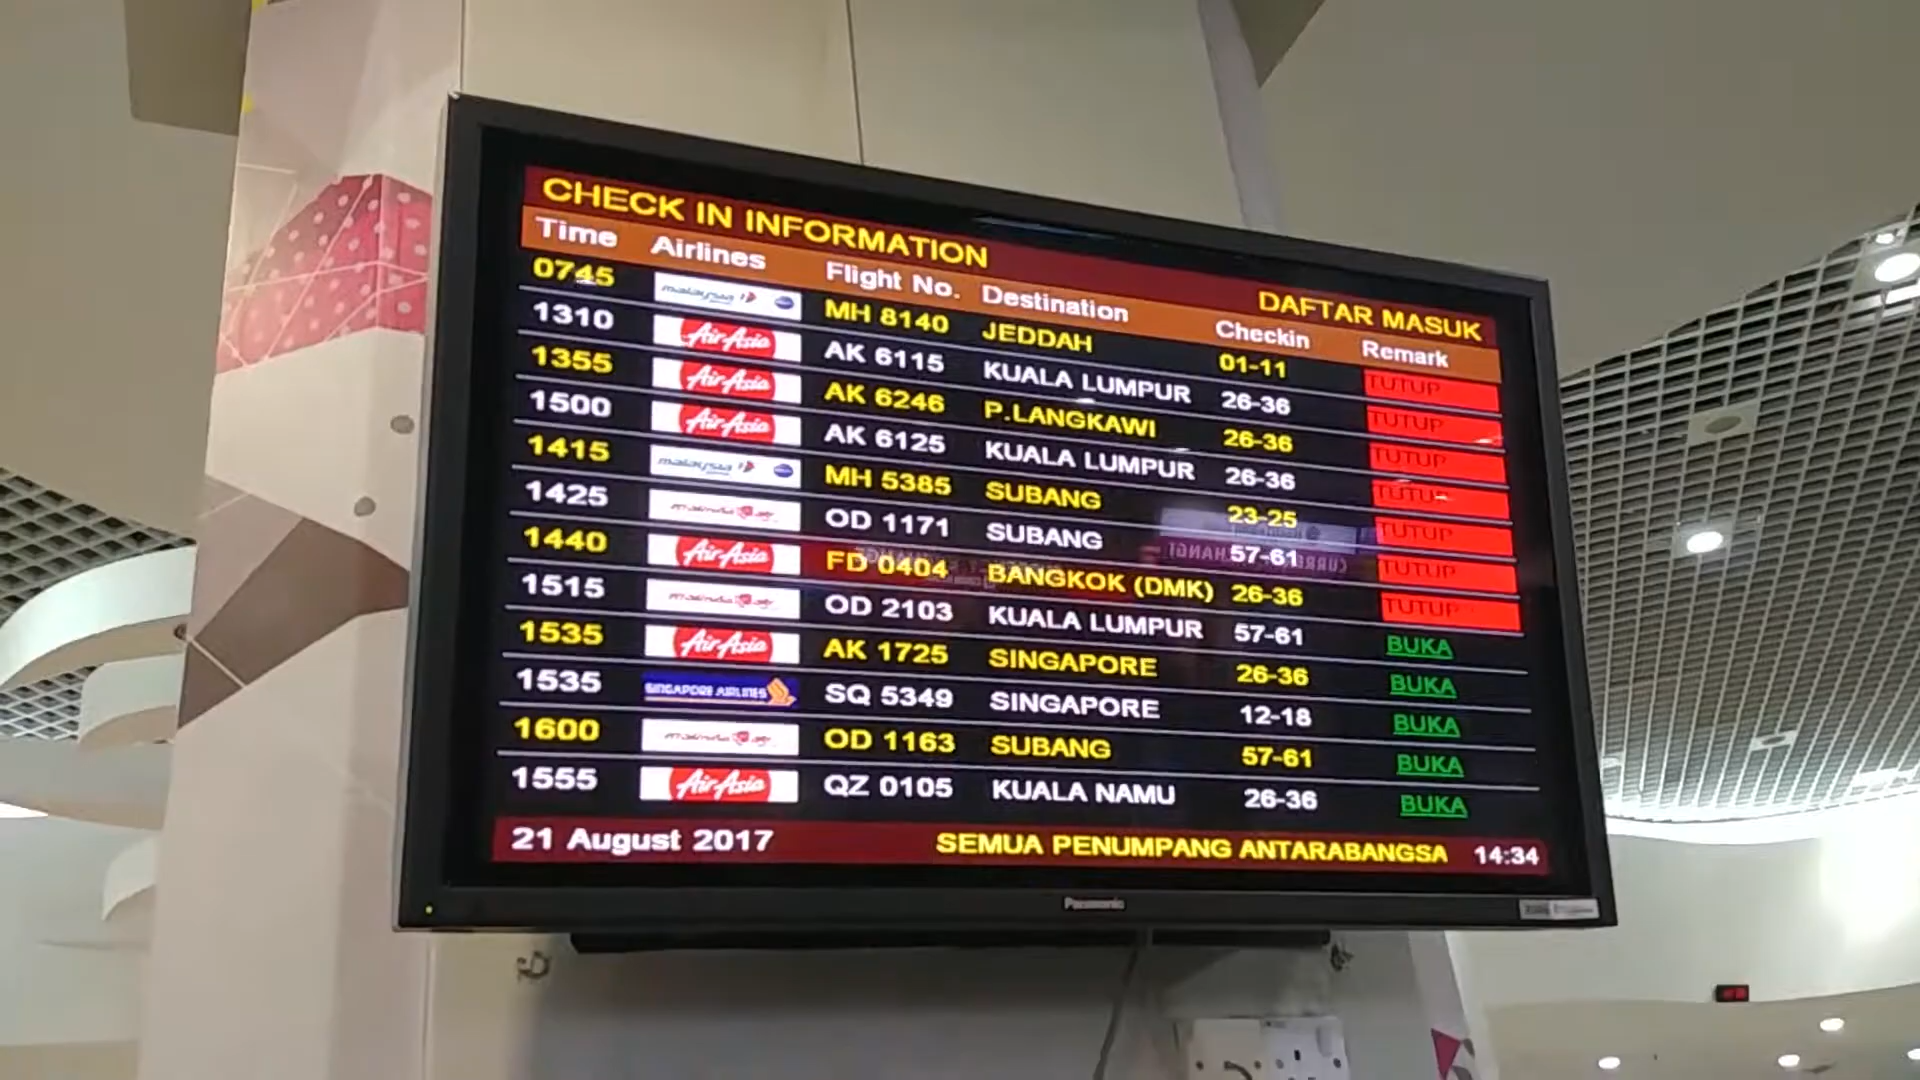 CHECK IN INFORMATION
DAFTAR MASUK
Time Airlines Flight No. Destination Checkin Remark
0745 malaysia MH 8140 JEDDAH 01-11 TUTUP
1310 AirAsia AK 6115 KUALA LUMPUR 26-36 TUTUP
1355 AirAsia AK 6246 P.LANGKAWI 26-36 TUTUP
1500 AirAsia AK 6125 KUALA LUMPUR 26-36 TUTUP
1415 malaysia MH 5385 SUBANG 23-25 TUTUP
1425 malindo air OD 1171 SUBANG 57-61 TUTUP
1440 AirAsia FD 0404 BANGKOK (DMK) 26-36 TUTUP
1515 malindo air OD 2103 KUALA LUMPUR 57-61 BUKA
1535 AirAsia AK 1725 SINGAPORE 26-36 BUKA
1535 SINGAPORE AIRLINES SQ 5349 SINGAPORE 12-18 BUKA
1600 malindo air OD 1163 SUBANG 57-61 BUKA
1555 AirAsia QZ 0105 KUALA NAMU 26-36 BUKA
21 August 2017 SEMUA PENUMPANG ANTARABANGSA 14:34
Panasonic